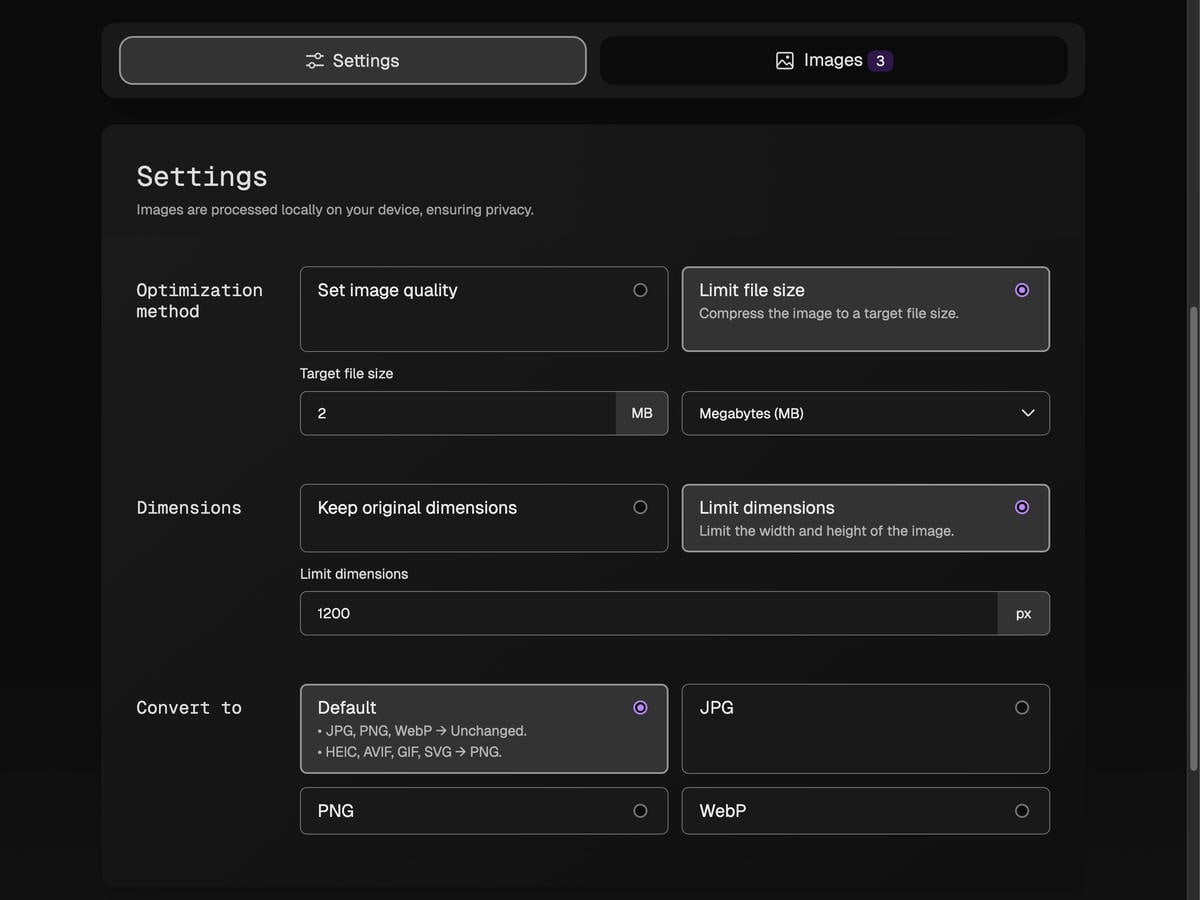 Settings
Images 3
Settings
Images are processed locally on your device, ensuring privacy.
Optimization
method
Set image quality
Limit file size
Compress the image to a target file size.
Target file size
2 MB
Megabytes (MB)
Dimensions
Keep original dimensions
Limit dimensions
Limit the width and height of the image.
Limit dimensions
1200 px
Convert to
Default
• JPG, PNG, WebP → Unchanged.
• HEIC, AVIF, GIF, SVG → PNG.
JPG
PNG
WebP